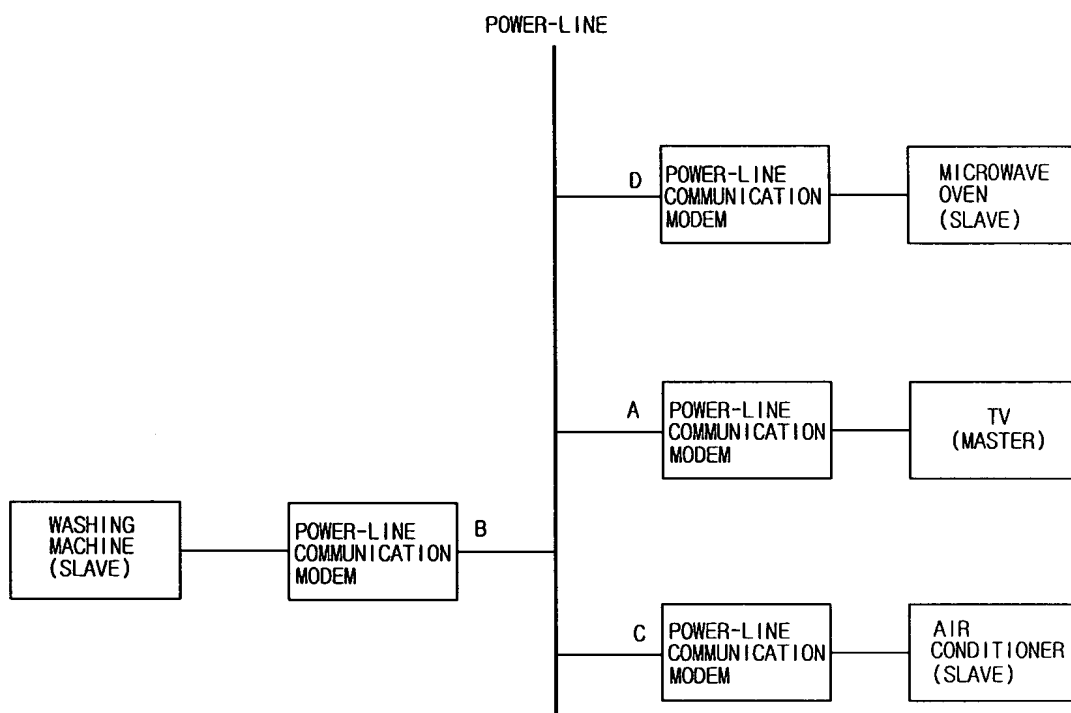 POWER-LINE
D
POWER-LINE
COMMUNICATION
MODEM
MICROWAVE
OVEN
(SLAVE)
A
POWER-LINE
COMMUNICATION
MODEM
TV
(MASTER)
WASHING
MACHINE
(SLAVE)
POWER-LINE
COMMUNICATION
MODEM
B
C
POWER-LINE
COMMUNICATION
MODEM
AIR
CONDITIONER
(SLAVE)